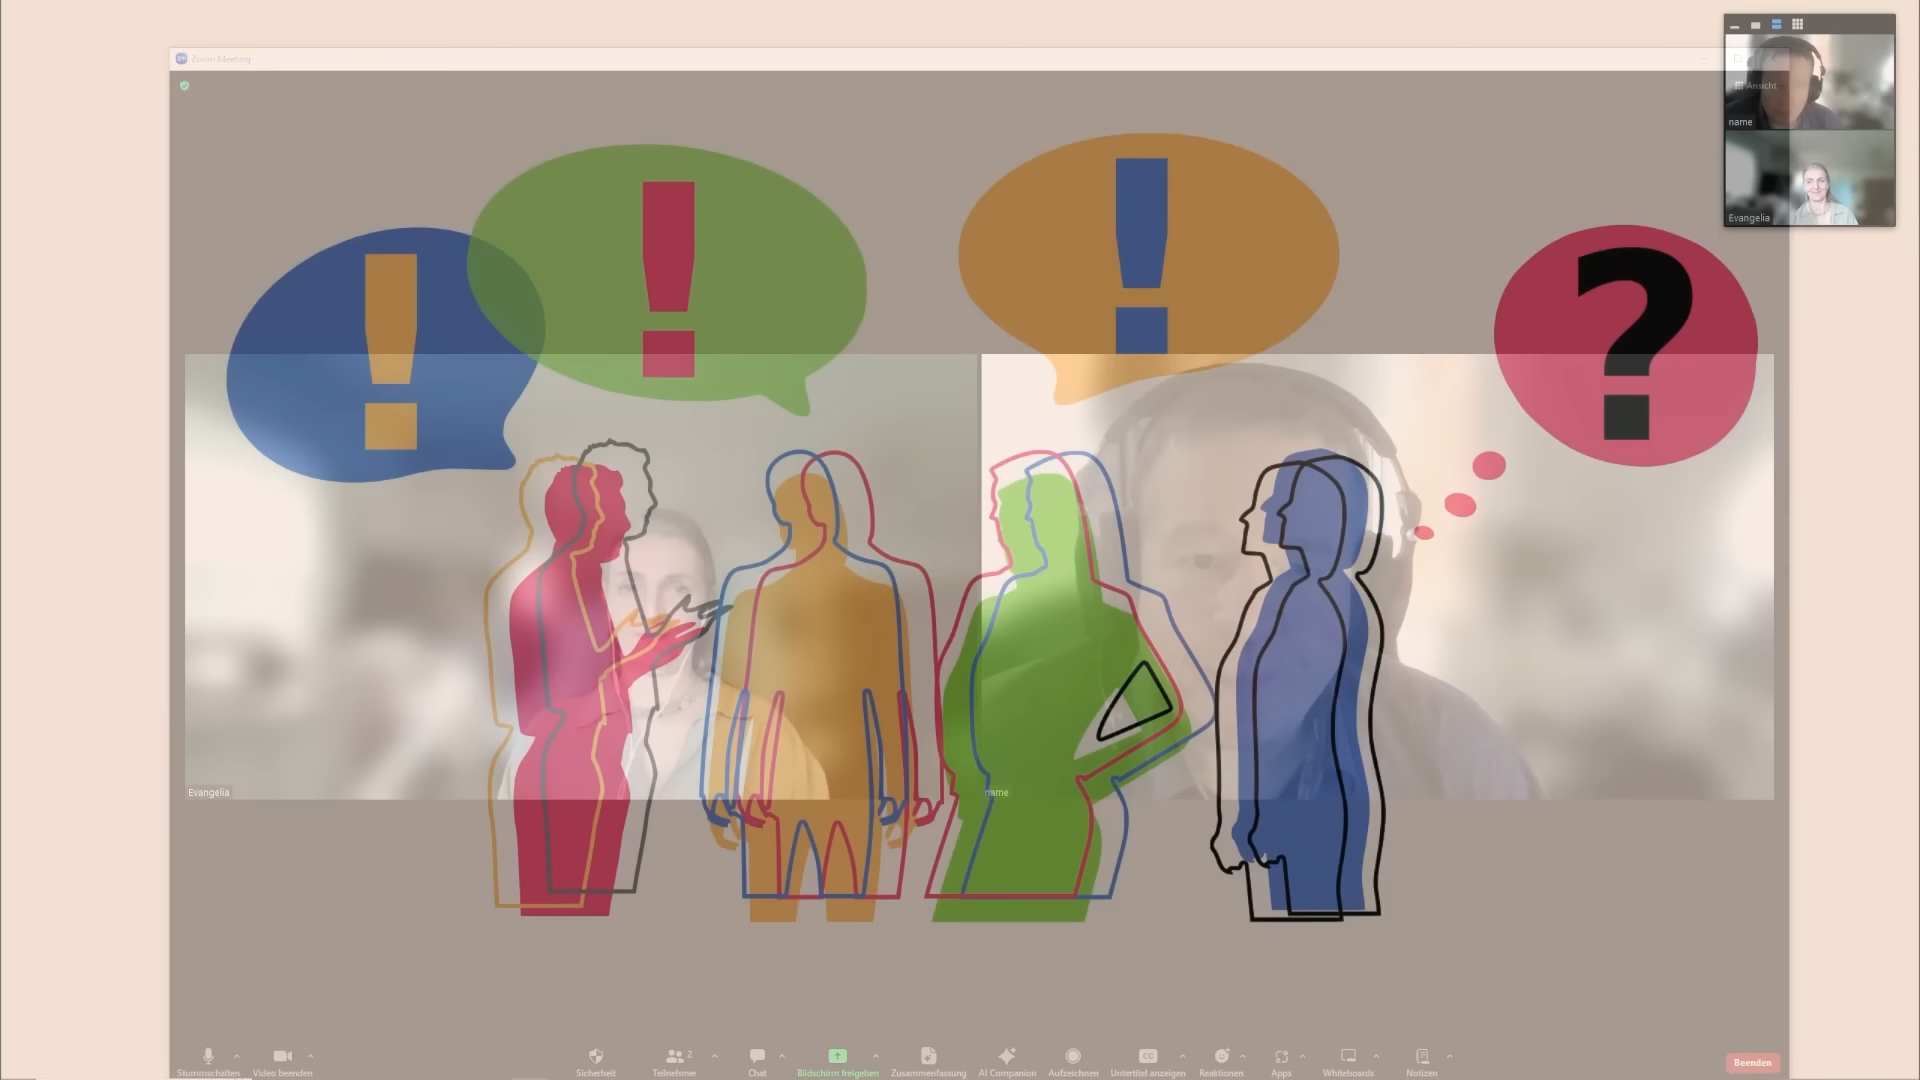 Zoom Meeting
Ansicht
name
Evangelia
!
!
!
?
Evangelia
name
2
CC
Stummschalten
Video beenden
Sicherheit
Teilnehmer
Chat
Bildschirm freigeben
Zusammenfassung
AI Companion
Aufzeichnen
Untertitel anzeigen
Reaktionen
Apps
Whiteboards
Notizen
Beenden